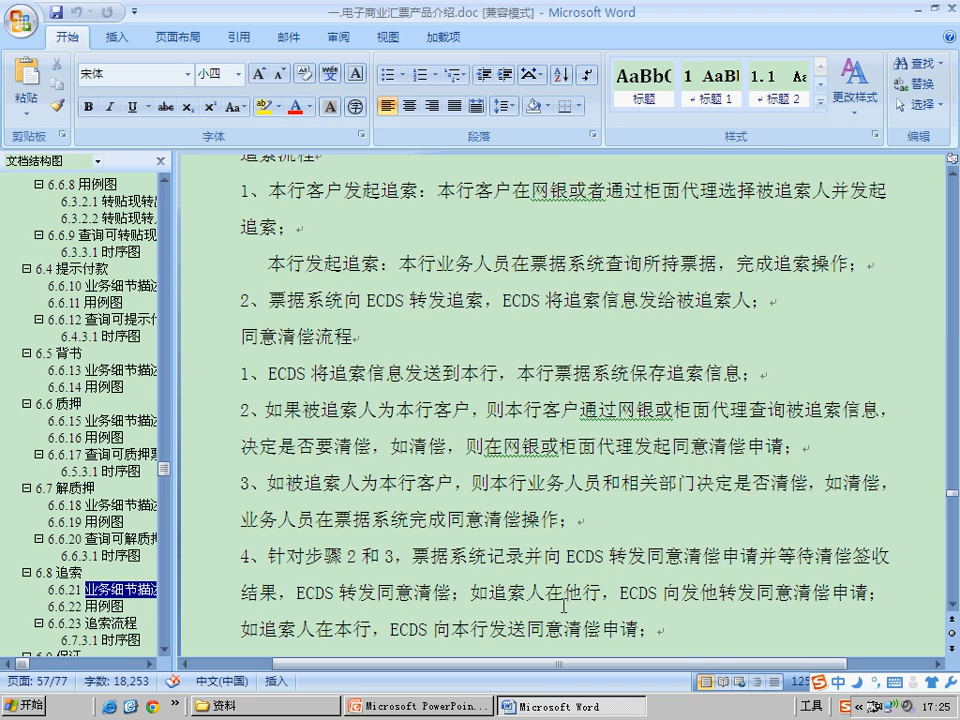 一.电子商业汇票产品介绍.doc [兼容模式] - Microsoft Word
开始 插入 页面布局 引用 邮件 审阅 视图 加载项
宋体 小四
粘贴
B I U abc
AaBbC 1 AaBl 1.1 Aa
标题 标题 1 标题 2
更改样式
查找
替换
选择
剪贴板 字体 段落 样式 编辑
文档结构图
6.6.8 用例图
6.3.2.1 转贴现转
6.3.2.2 转贴现转
6.6.9 查询可转贴现
6.3.3.1 时序图
6.4 提示付款
6.6.10 业务细节描述
6.6.11 用例图
6.6.12 查询可提示付
6.4.3.1 时序图
6.5 背书
6.6.13 业务细节描述
6.6.14 用例图
6.6 质押
6.6.15 业务细节描述
6.6.16 用例图
6.6.17 查询可质押票
6.5.3.1 时序图
6.7 解质押
6.6.18 业务细节描述
6.6.19 用例图
6.6.20 查询可解质押
6.6.3.1 时序图
6.8 追索
6.6.21 业务细节描述
6.6.22 用例图
6.6.23 追索流程
6.7.3.1 时序图
6.9 保证
追索流程
1、本行客户发起追索：本行客户在网银或者通过柜面代理选择被追索人并发起
追索；
本行发起追索：本行业务人员在票据系统查询所持票据，完成追索操作；
2、票据系统向 ECDS 转发追索，ECDS 将追索信息发给被追索人；
同意清偿流程
1、ECDS 将追索信息发送到本行，本行票据系统保存追索信息；
2、如果被追索人为本行客户，则本行客户通过网银或柜面代理查询被追索信息，
决定是否要清偿，如清偿，则在网银或柜面代理发起同意清偿申请；
3、如被追索人为本行客户，则本行业务人员和相关部门决定是否清偿，如清偿，
业务人员在票据系统完成同意清偿操作；
4、针对步骤 2 和 3，票据系统记录并向 ECDS 转发同意清偿申请并等待清偿签收
结果，ECDS 转发同意清偿；如追索人在他行，ECDS 向发他转发同意清偿申请；
如追索人在本行，ECDS 向本行发送同意清偿申请；
页面: 57/77 字数: 18,253 中文(中国) 插入 125 中
开始 资料 Microsoft PowerPoin... Microsoft Word 工具 17:25